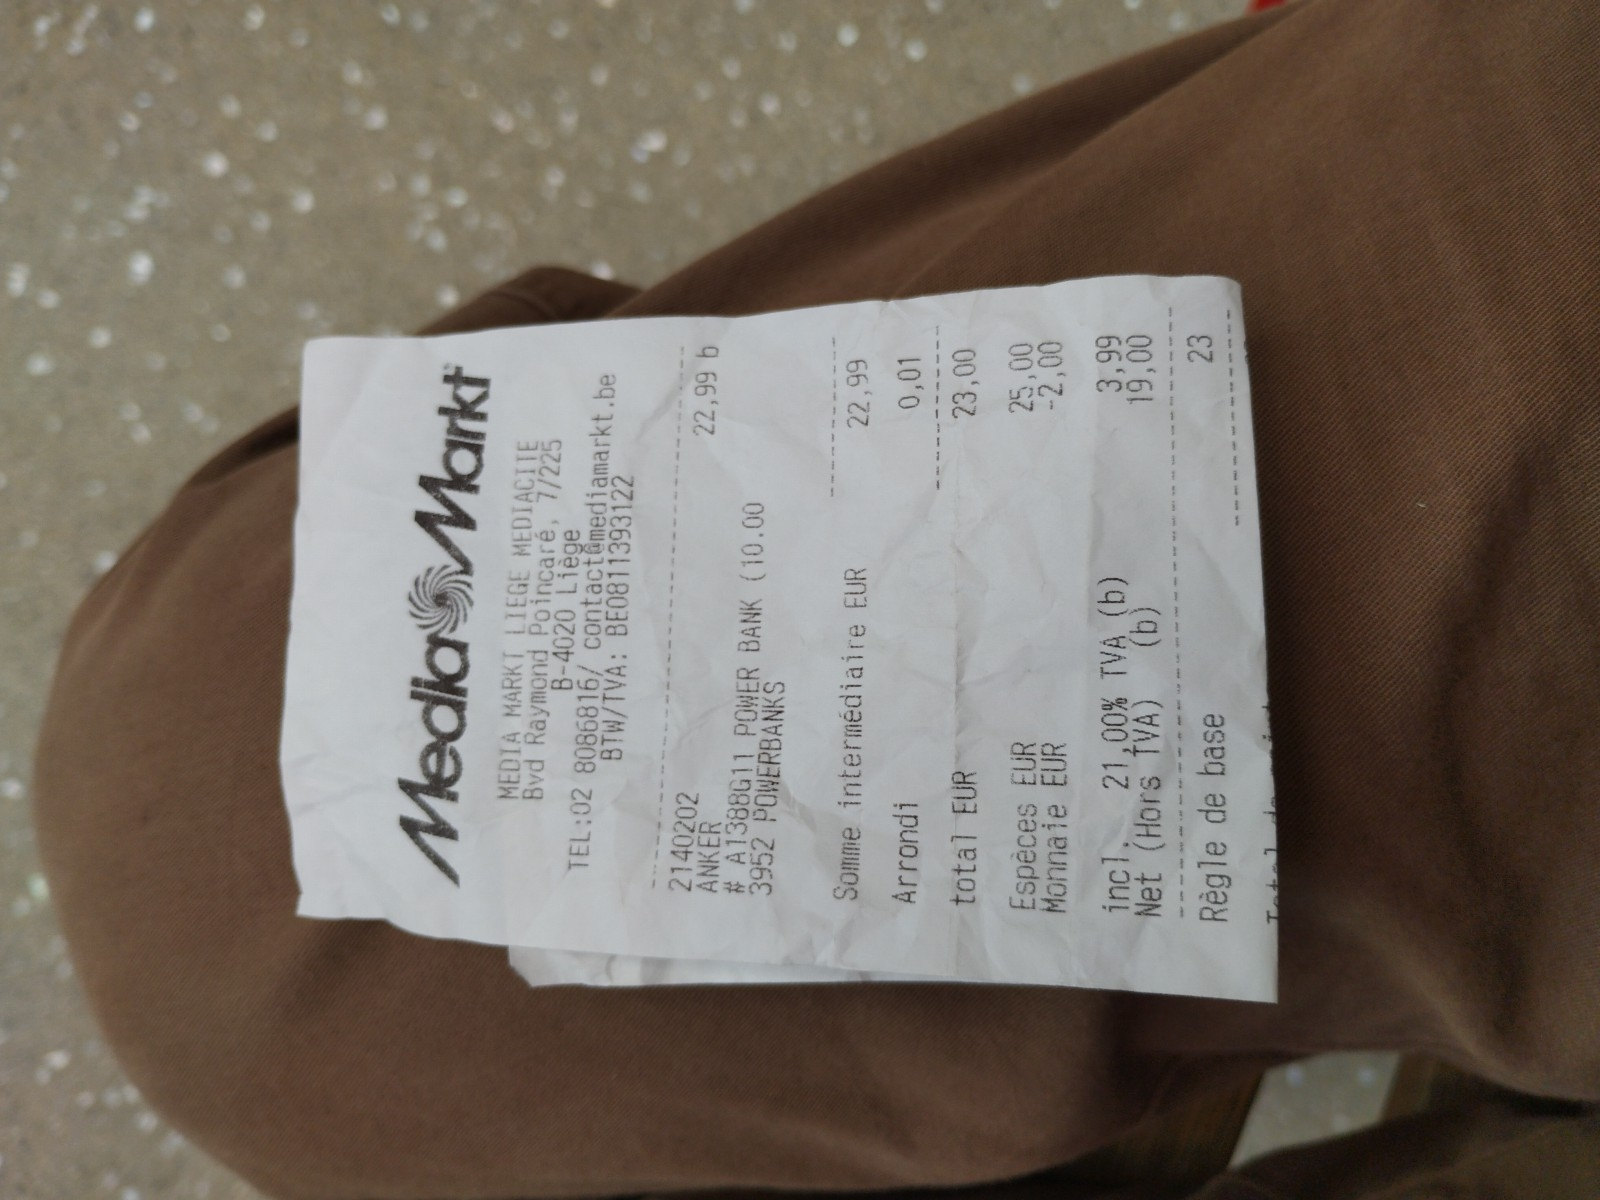 Media Markt
MEDIA MARKT LIEGE MEDIACITE
Bvd Raymond Poincaré, 7/225
B-4020 Liège
TEL:02 8086816/ contact@mediamarkt.be
BTW/TVA: BE0811393122
2140202
ANKER 22,99 b
# A1388G11 POWER BANK (10.00
3952 POWERBANKS
Somme intermédiaire EUR 22,99
Arrondi 0,01
total EUR 23,00
Espèces EUR 25,00
Monnaie EUR -2,00
incl. 21,00% TVA (b) 3,99
Net (Hors TVA) (b) 19,00
Règle de base 23